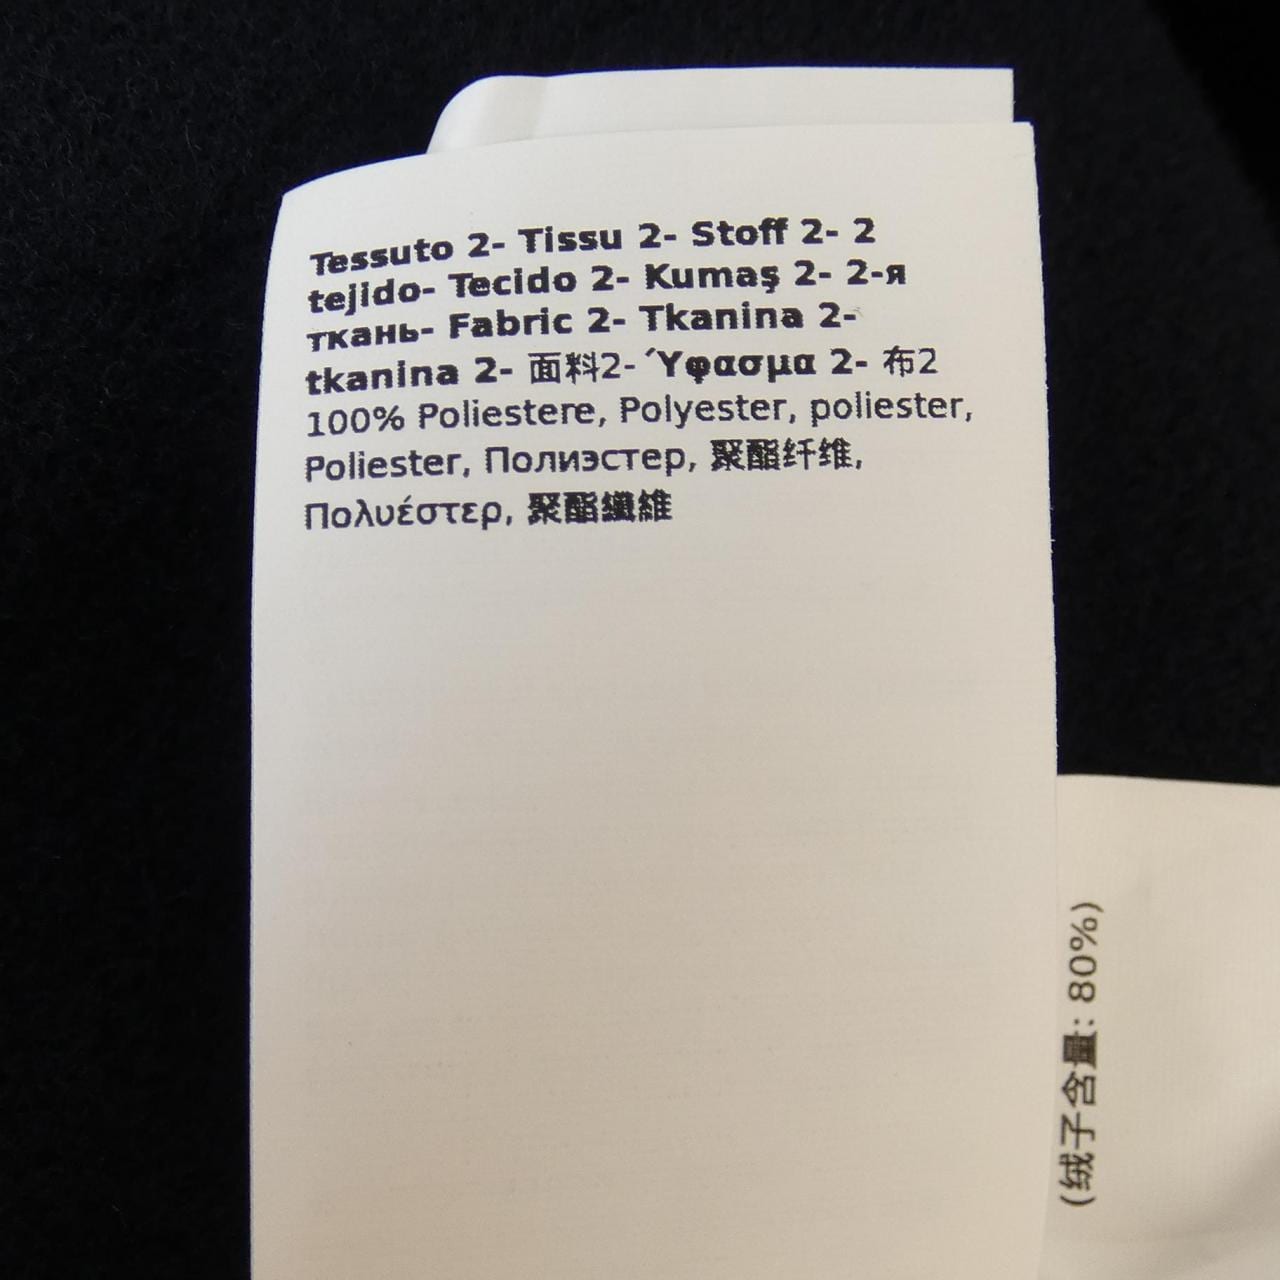 Tessuto 2- Tissu 2- Stoff 2- 2
tejido- Tecido 2- Kumaş 2- 2-я
ткань- Fabric 2- Tkanina 2-
tkanina 2- 面料2- Ύφασμα 2- 布2
100% Poliestere, Polyester, poliester,
Poliester, Полиэстер, 聚酯纤维,
Πολυέστερ, 聚酯纖維
(绒子含量: 80%)